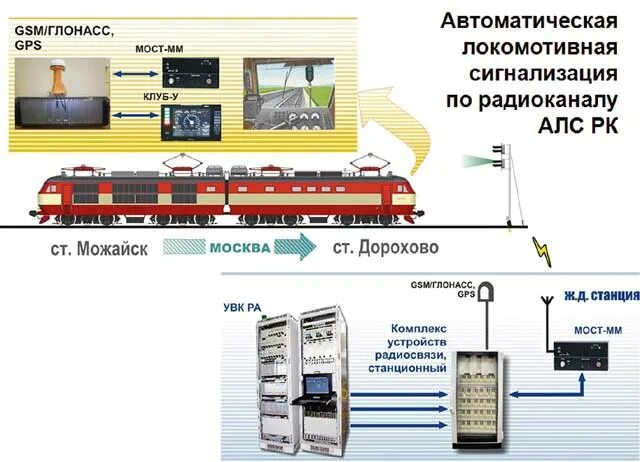 Автоматическая
локомотивная
сигнализация
по радиоканалу
АЛС РК
GSM/ГЛОНАСС,
GPS
МОСТ-ММ
КЛУБ-У
ст. Можайск
МОСКВА
ст. Дорохово
GSM/ГЛОНАСС,
GPS
Ж.Д. СТАНЦИЯ
УВК РА
Комплекс
устройств
радиосвязи,
станционный
МОСТ-ММ